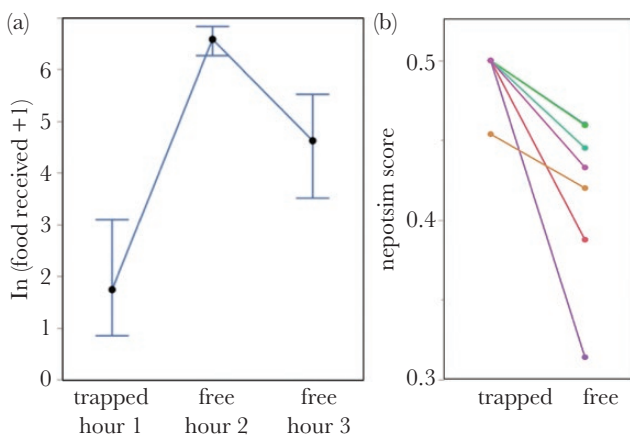 (a)
ln (food received +1)
6
5
4
3
2
1
0
trapped free free
hour 1 hour 2 hour 3
(b)
nepotsim score
0.5
0.4
0.3
trapped free